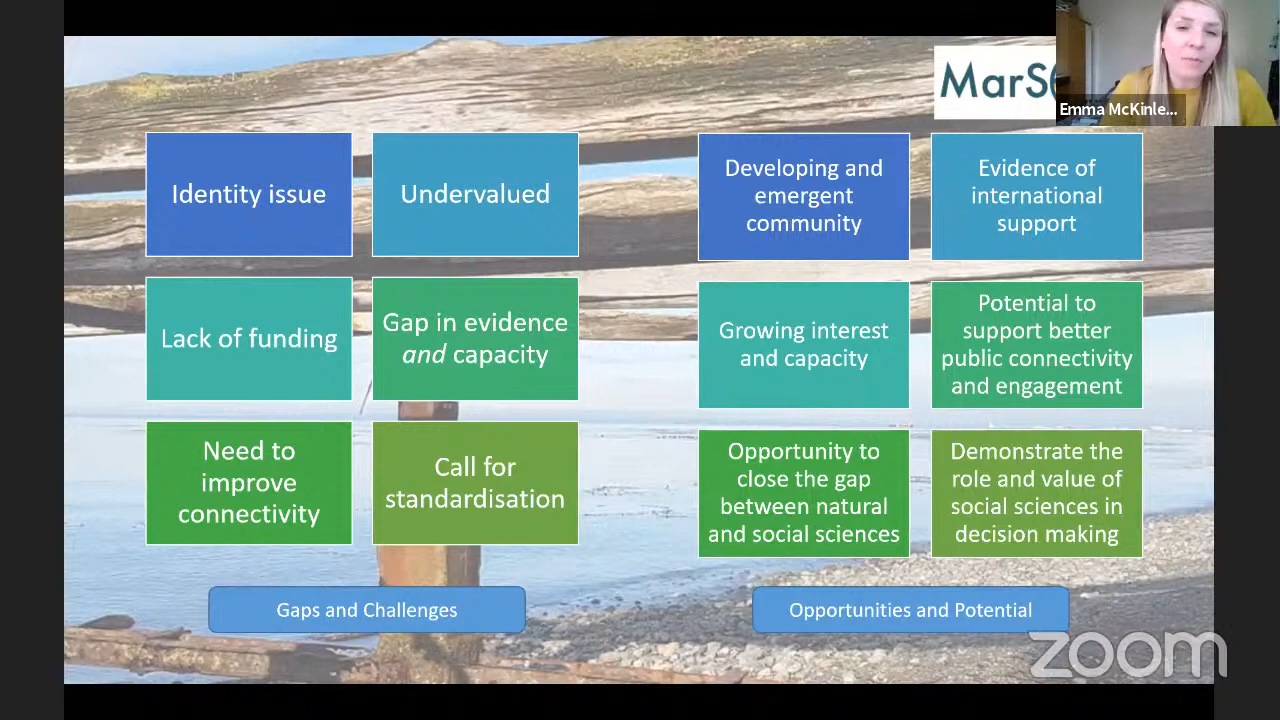 MarS
Emma McKinle...
Identity issue
Undervalued
Lack of funding
Gap in evidence
and capacity
Need to
improve
connectivity
Call for
standardisation
Gaps and Challenges
Developing and
emergent
community
Evidence of
international
support
Growing interest
and capacity
Potential to
support better
public connectivity
and engagement
Opportunity to
close the gap
between natural
and social sciences
Demonstrate the
role and value of
social sciences in
decision making
Opportunities and Potential
zoom